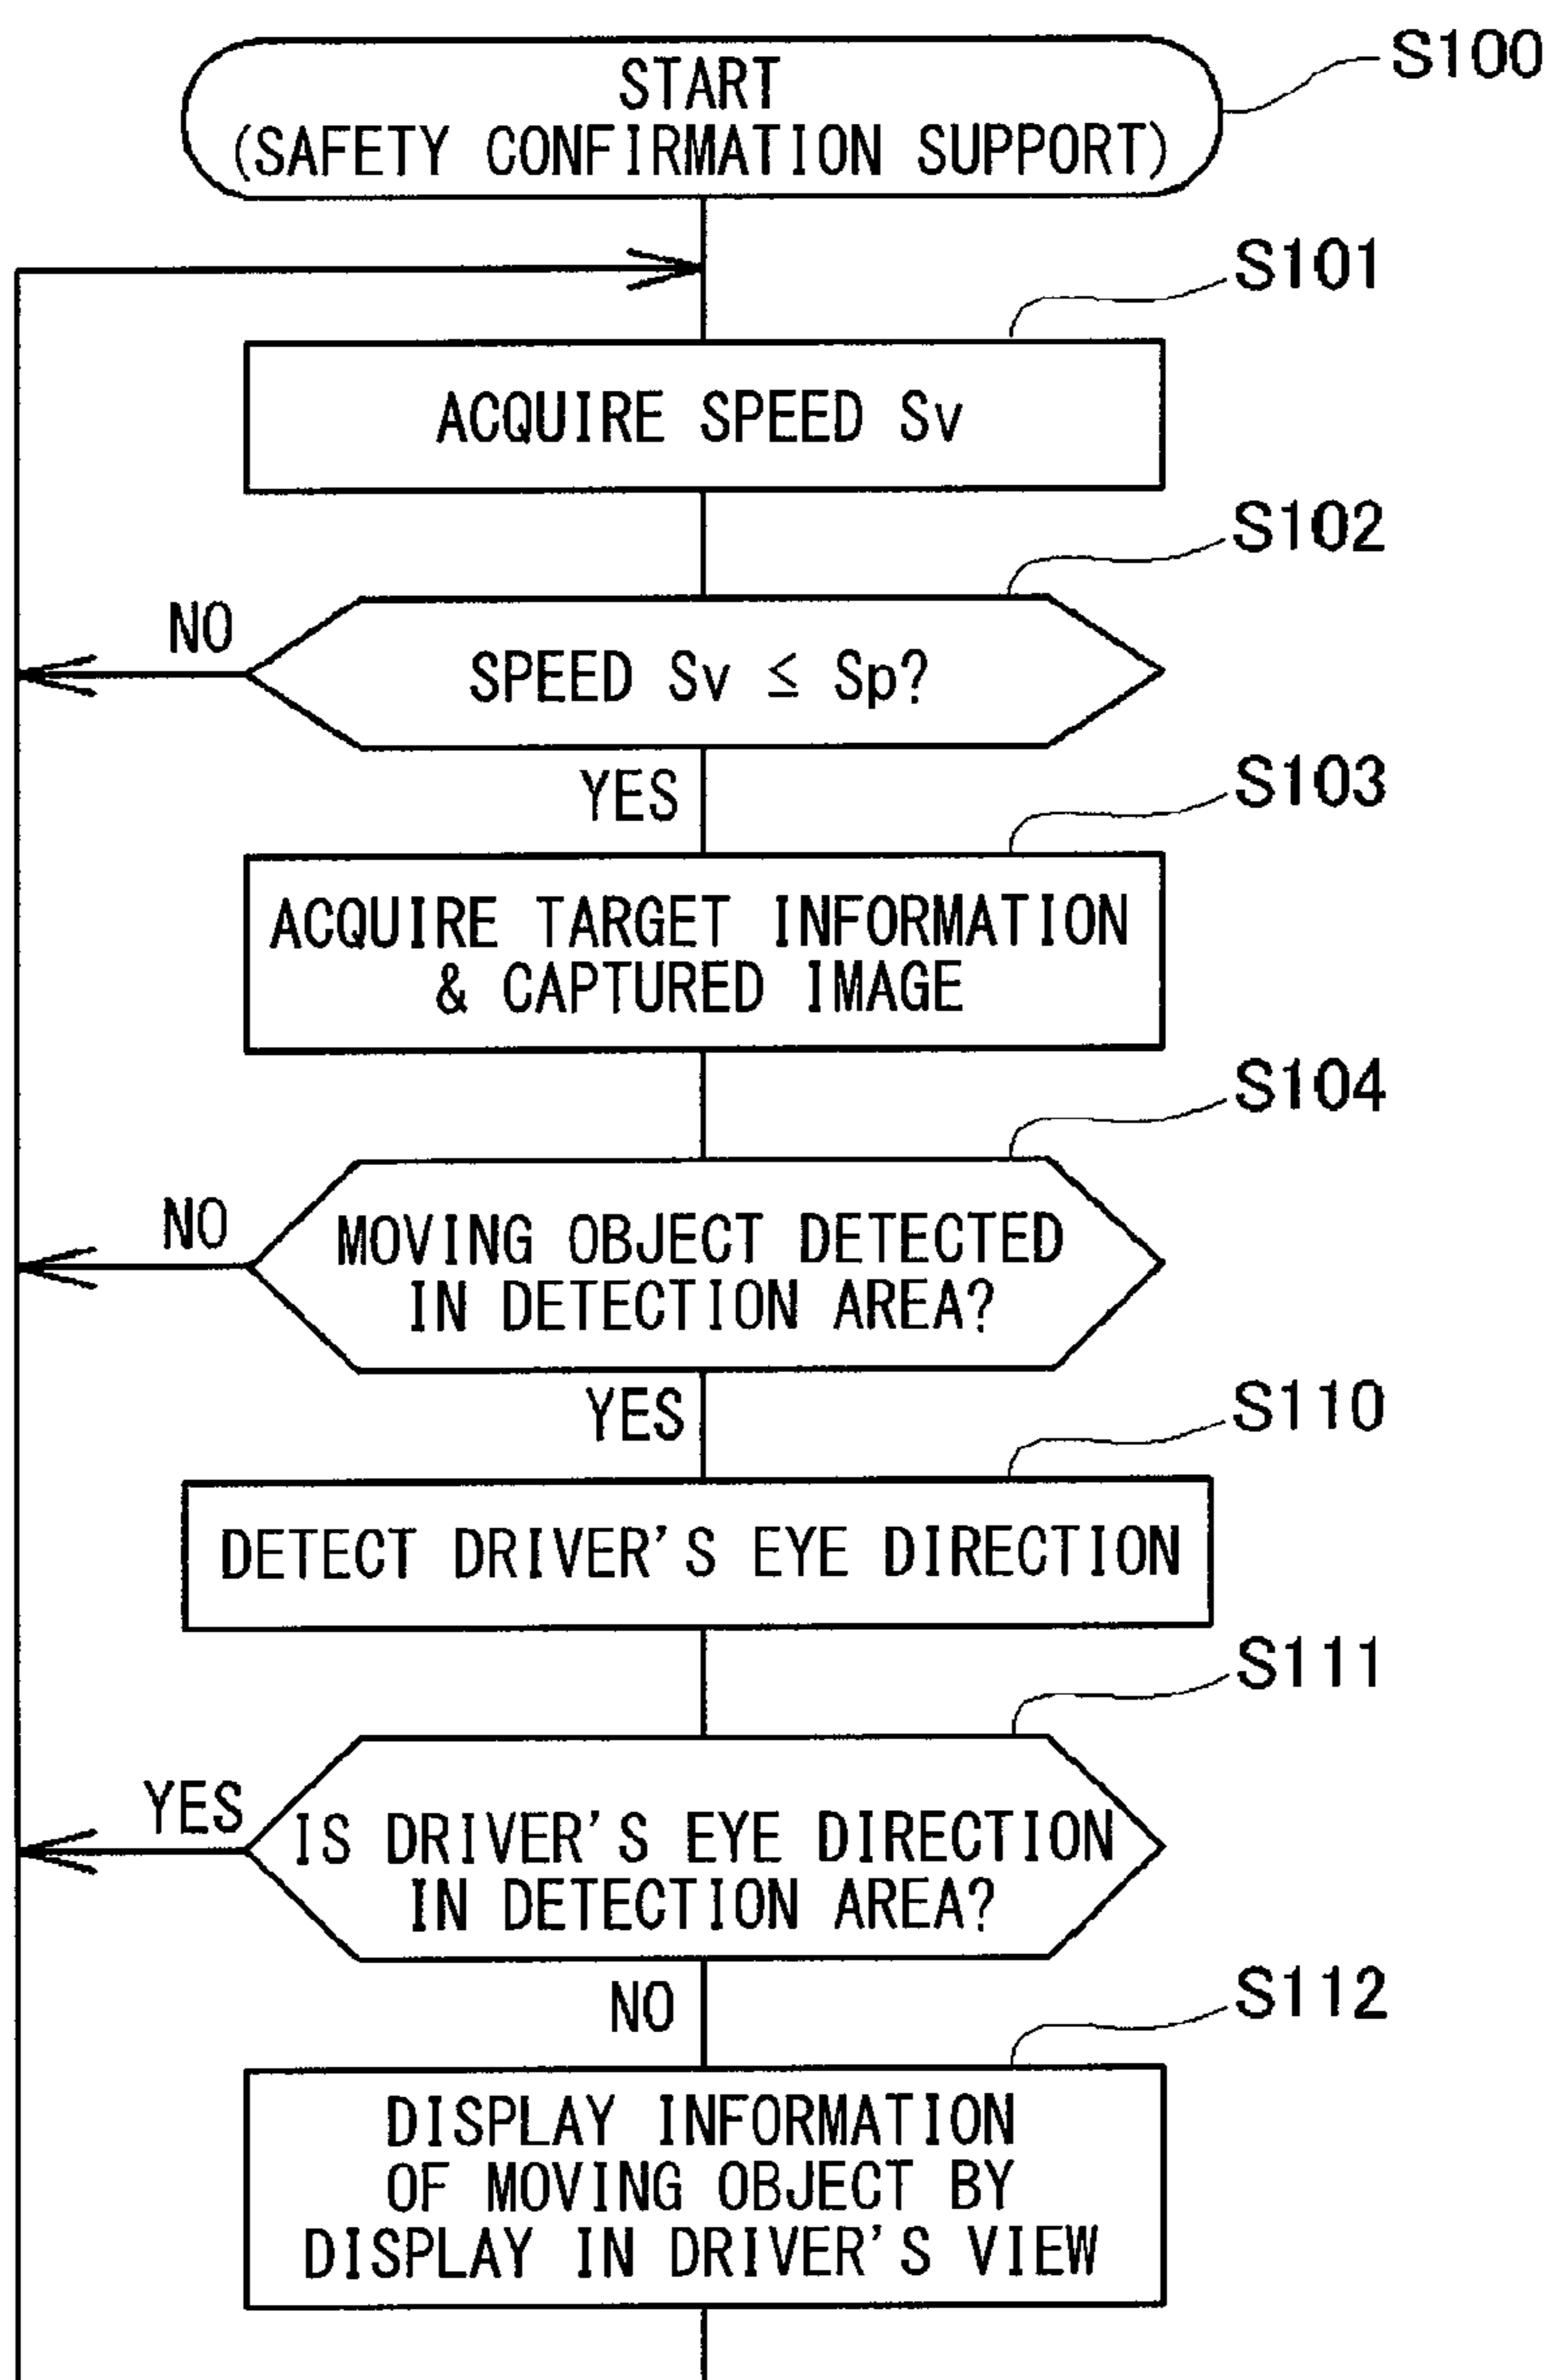 START
S100
(SAFETY CONFIRMATION SUPPORT)
S101
ACQUIRE SPEED Sv
S102
NO
SPEED Sv ≤ Sp?
YES
S103
ACQUIRE TARGET INFORMATION
& CAPTURED IMAGE
S104
NO
MOVING OBJECT DETECTED
IN DETECTION AREA?
YES
S110
DETECT DRIVER'S EYE DIRECTION
S111
YES
IS DRIVER'S EYE DIRECTION
IN DETECTION AREA?
NO
S112
DISPLAY INFORMATION
OF MOVING OBJECT BY
DISPLAY IN DRIVER'S VIEW